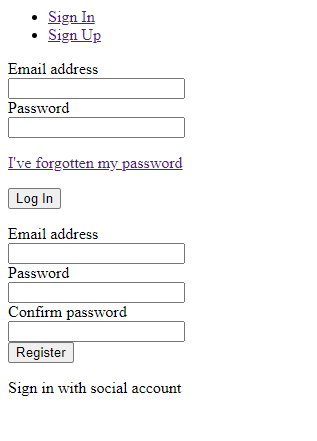 Sign In
Sign Up
Email address
Password
I've forgotten my password
Log In
Email address
Password
Confirm password
Register
Sign in with social account